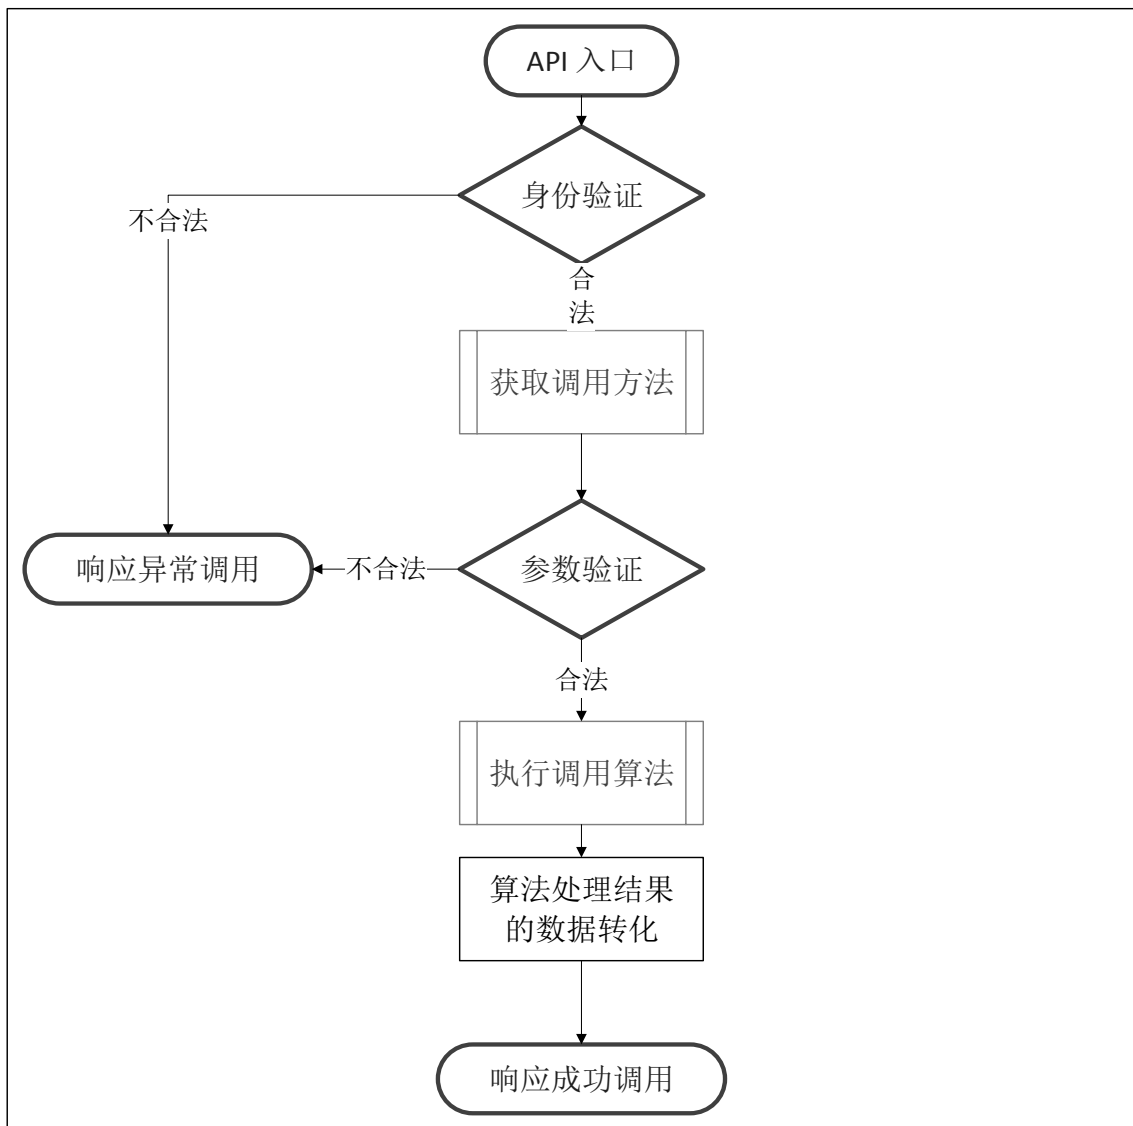 API 入口
身份验证
不合法
合
法
获取调用方法
响应异常调用
不合法
参数验证
合法
执行调用算法
算法处理结果
的数据转化
响应成功调用